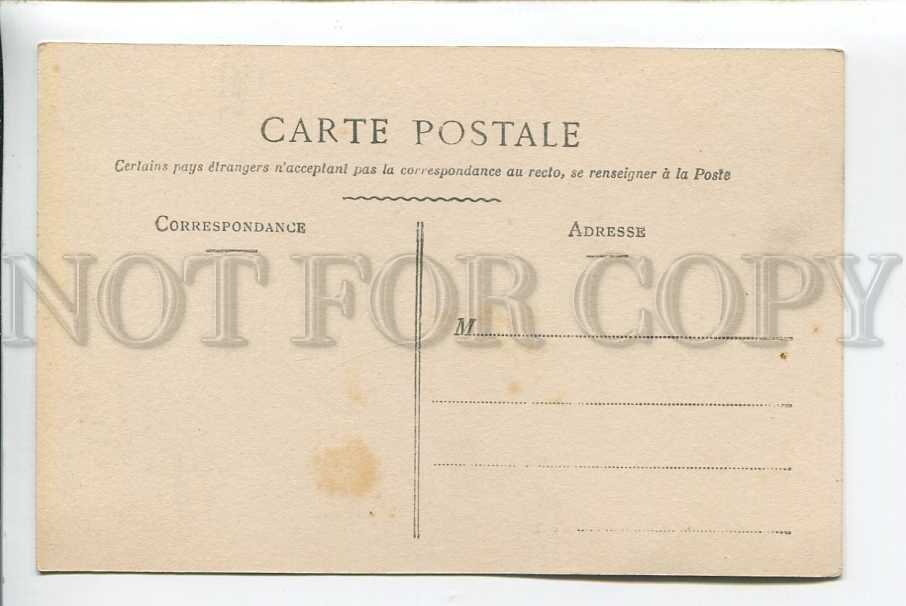 CARTE POSTALE
Certains pays étrangers n'acceptent pas la correspondance au recto, se renseigner à la Poste
CORRESPONDANCE
ADRESSE
NOT FOR COPY
M